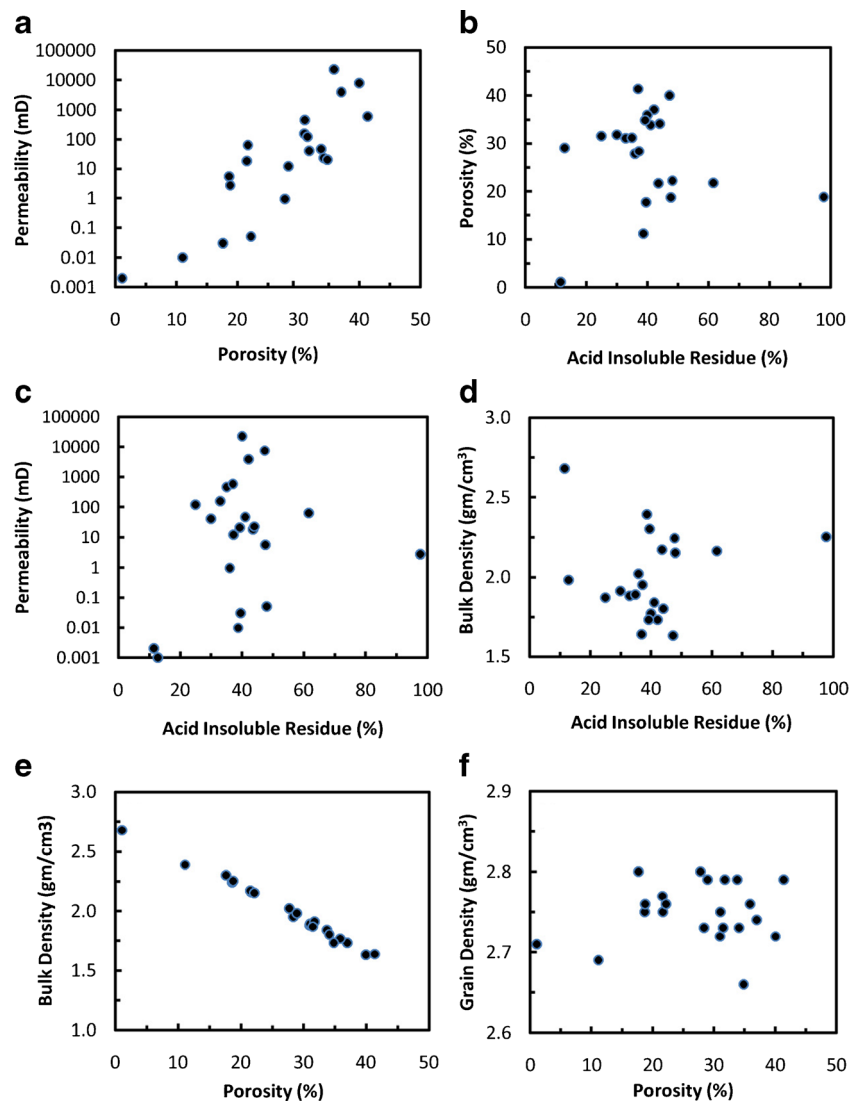 a
100000
10000
1000
100
10
1
0.1
0.01
0.001
Permeability (mD)
0 10 20 30 40 50
Porosity (%)
b
50
40
30
20
10
0
Porosity (%)
0 20 40 60 80 100
Acid Insoluble Residue (%)
c
100000
10000
1000
100
10
1
0.1
0.01
0.001
Permeability (mD)
0 20 40 60 80 100
Acid Insoluble Residue (%)
d
3.0
2.5
2.0
1.5
Bulk Density (gm/cm³)
0 20 40 60 80 100
Acid Insoluble Residue (%)
e
3.0
2.5
2.0
1.5
1.0
Bulk Density (gm/cm3)
0 10 20 30 40 50
Porosity (%)
f
2.9
2.8
2.7
2.6
Grain Density (gm/cm³)
0 10 20 30 40 50
Porosity (%)